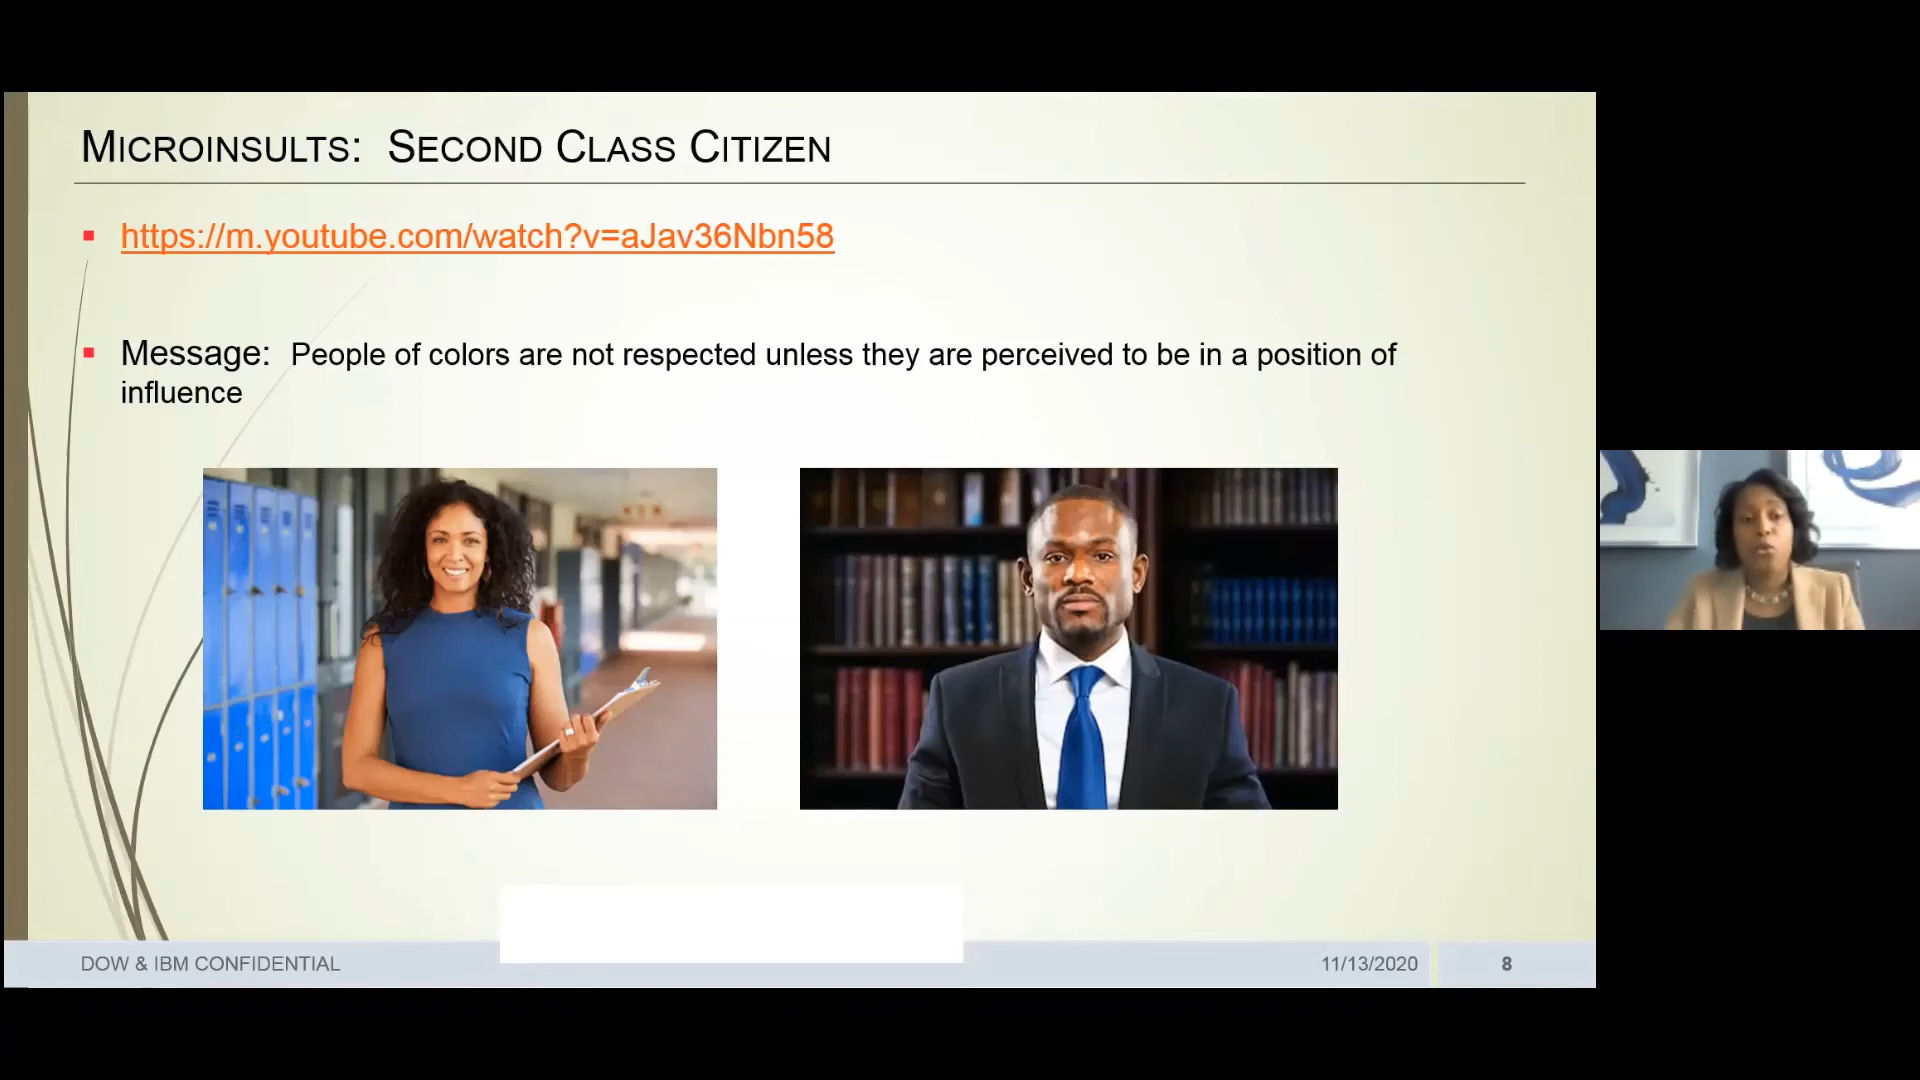 MICROINSULTS: SECOND CLASS CITIZEN
https://m.youtube.com/watch?v=aJav36Nbn58
Message: People of colors are not respected unless they are perceived to be in a position of
influence
DOW & IBM CONFIDENTIAL
11/13/2020
8